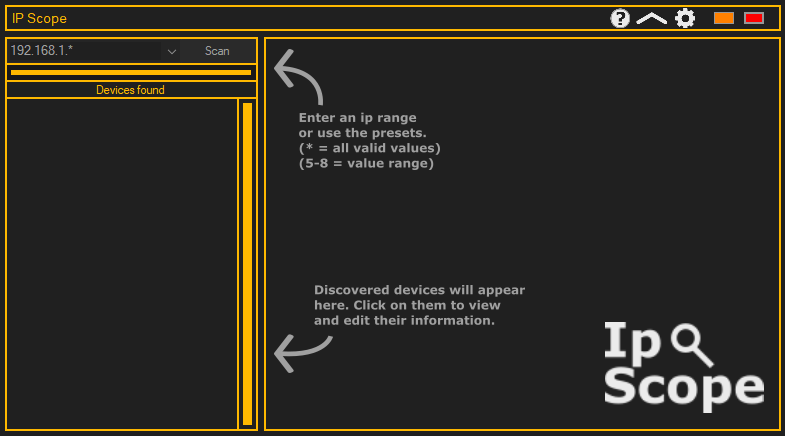 IP Scope
192.168.1.*
Scan
Devices found
Enter an ip range
or use the presets.
(* = all valid values)
(5-8 = value range)
Discovered devices will appear
here. Click on them to view
and edit their information.
Ip
Scope